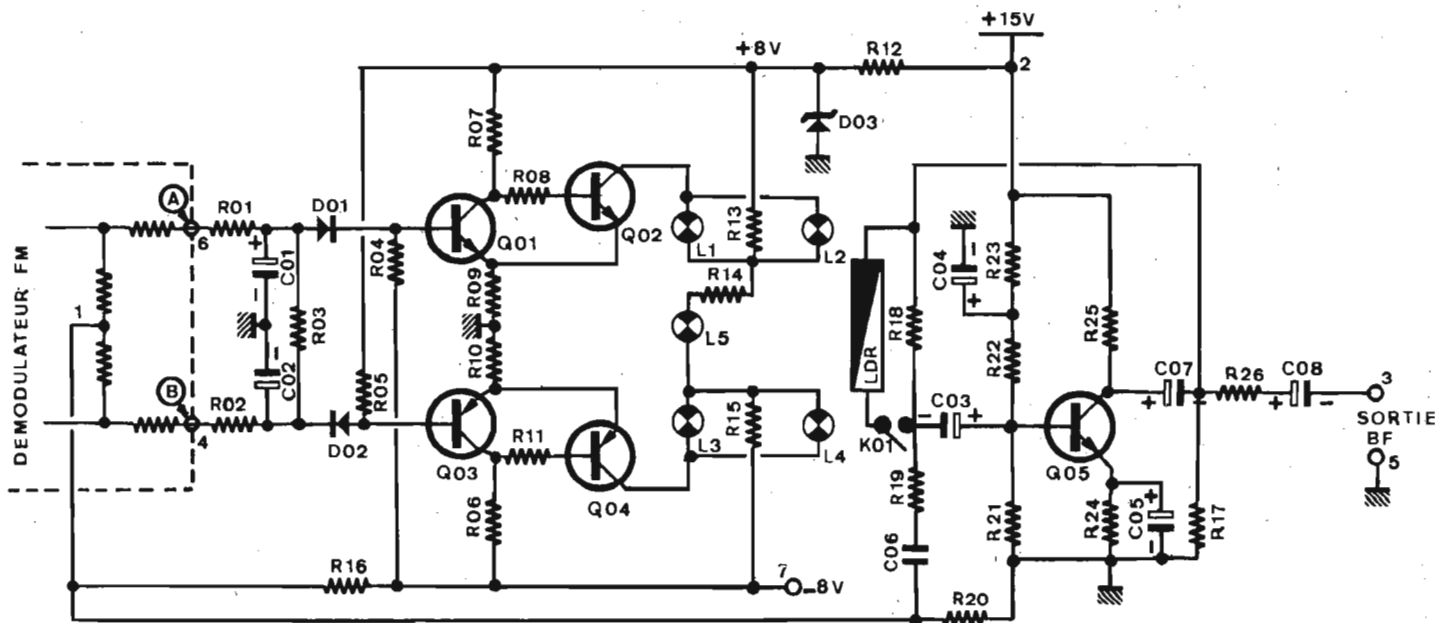 +15V
+8V
R12
2
D03
R07
DEMODULATEUR FM
A
6
R01
D01
R08
Q01
Q02
L1
R13
L2
+
C01
-
R04
R09
R14
LDR
R18
C04
-
+
R23
R25
1
R03
L5
R22
-
C02
R10
C07
+
-
R26
C08
+
-
3
SORTIE
BF
5
B
4
R02
D02
R05
Q03
R11
L3
R15
L4
K01
-
C03
+
Q05
Q04
R06
R19
R21
R24
+
C05
-
R17
C06
R16
7
-8V
R20